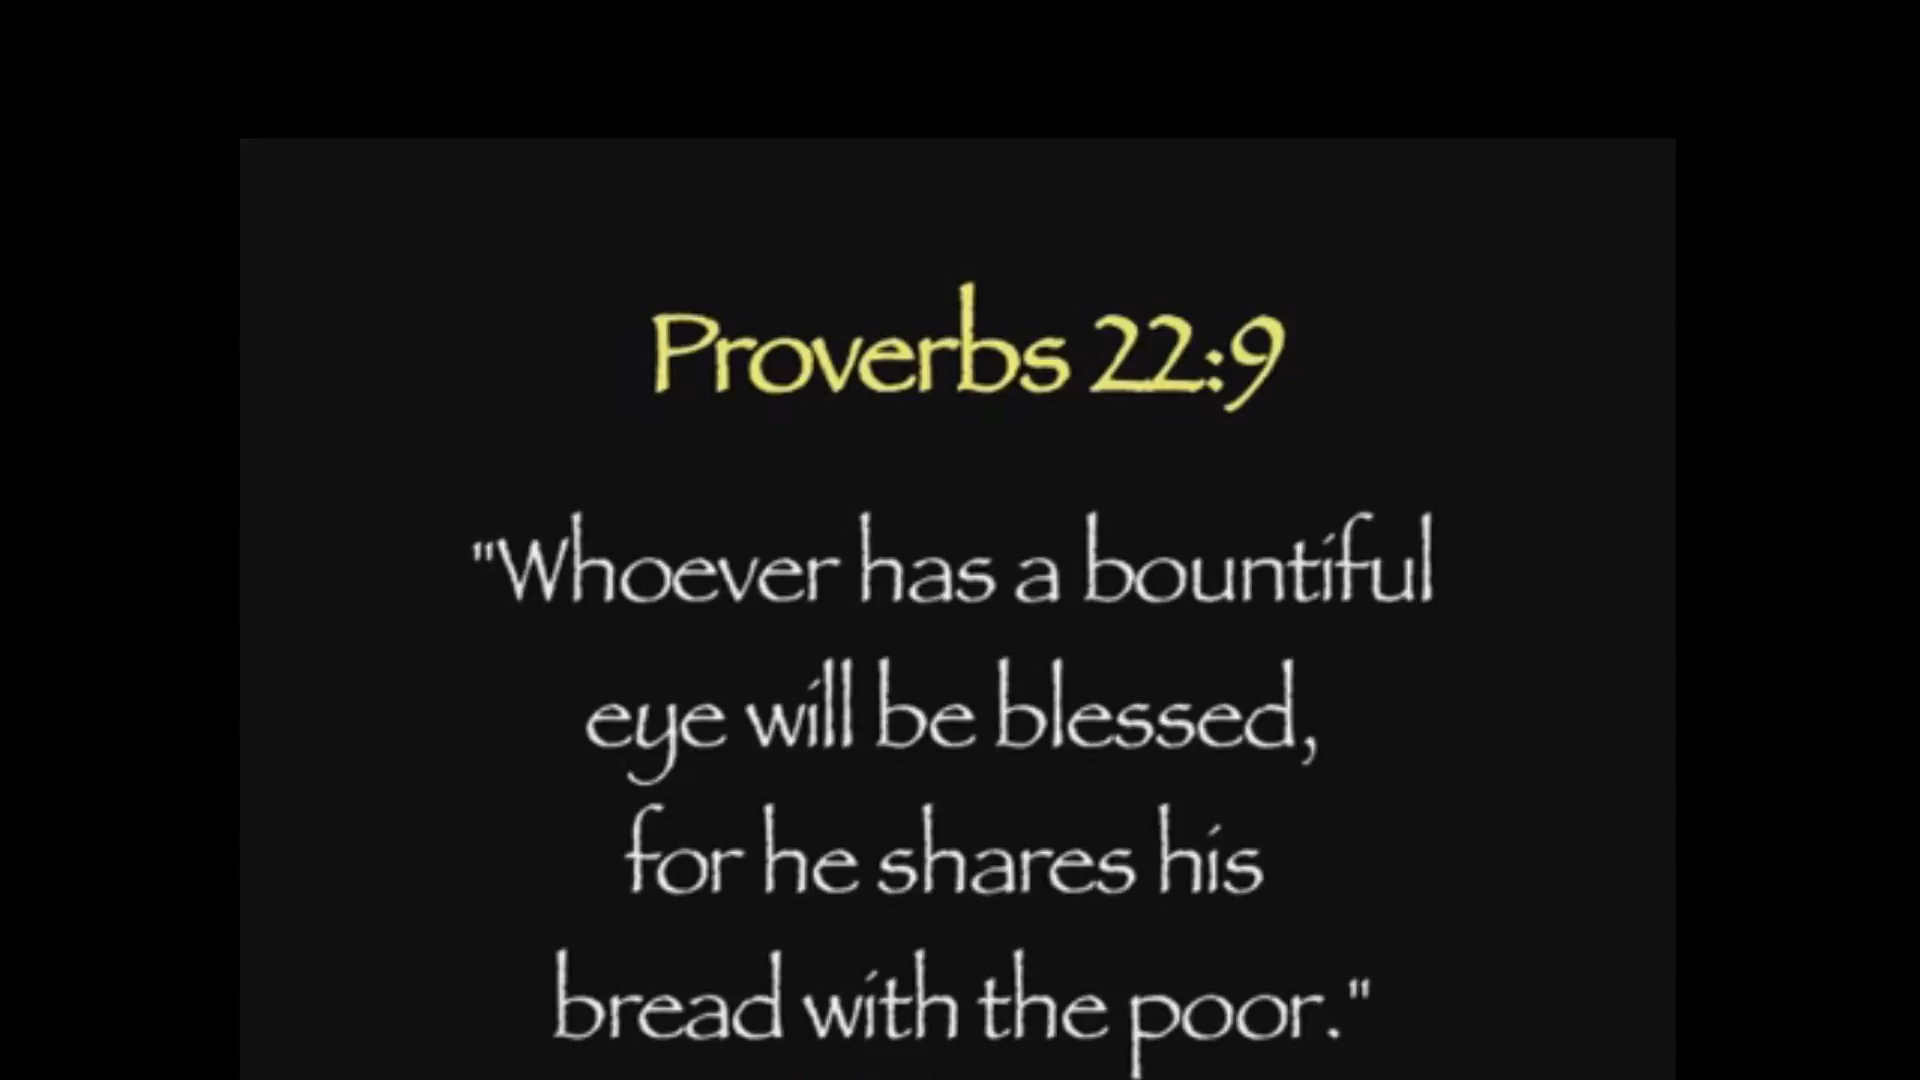 Proverbs 22:9
"Whoever has a bountiful
eye will be blessed,
for he shares his
bread with the poor."